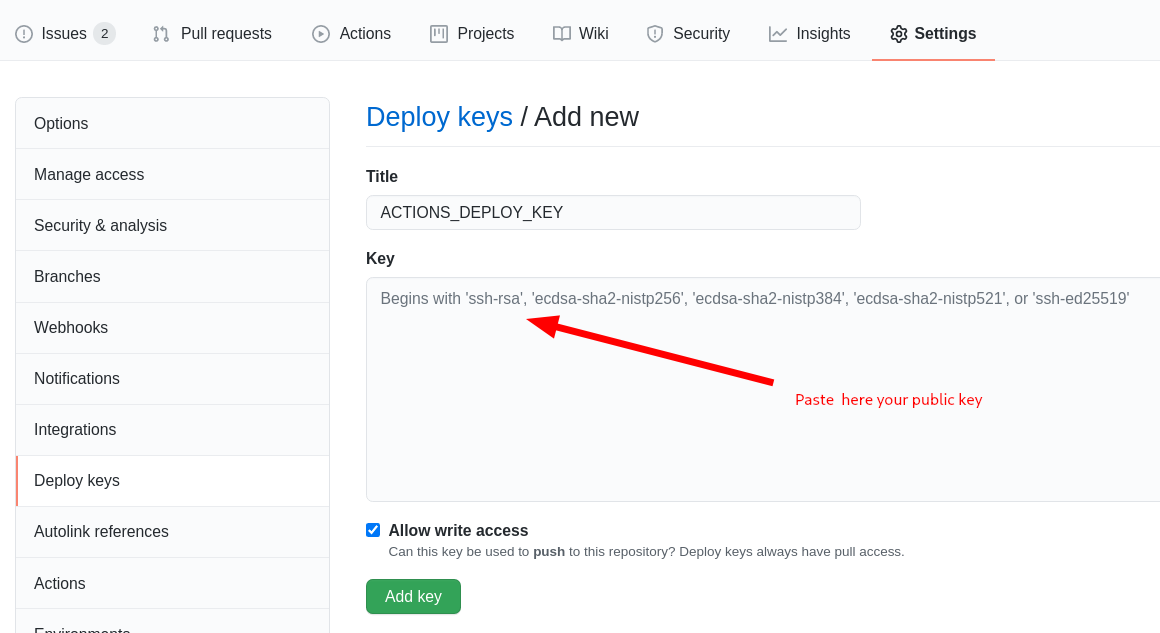 Issues 2 Pull requests Actions Projects Wiki Security Insights Settings
Options
Manage access
Security & analysis
Branches
Webhooks
Notifications
Integrations
Deploy keys
Autolink references
Actions
Environments
Deploy keys / Add new
Title
ACTIONS_DEPLOY_KEY
Key
Begins with 'ssh-rsa', 'ecdsa-sha2-nistp256', 'ecdsa-sha2-nistp384', 'ecdsa-sha2-nistp521', or 'ssh-ed25519'
Paste  here your public key
Allow write access
Can this key be used to push to this repository? Deploy keys always have pull access.
Add key